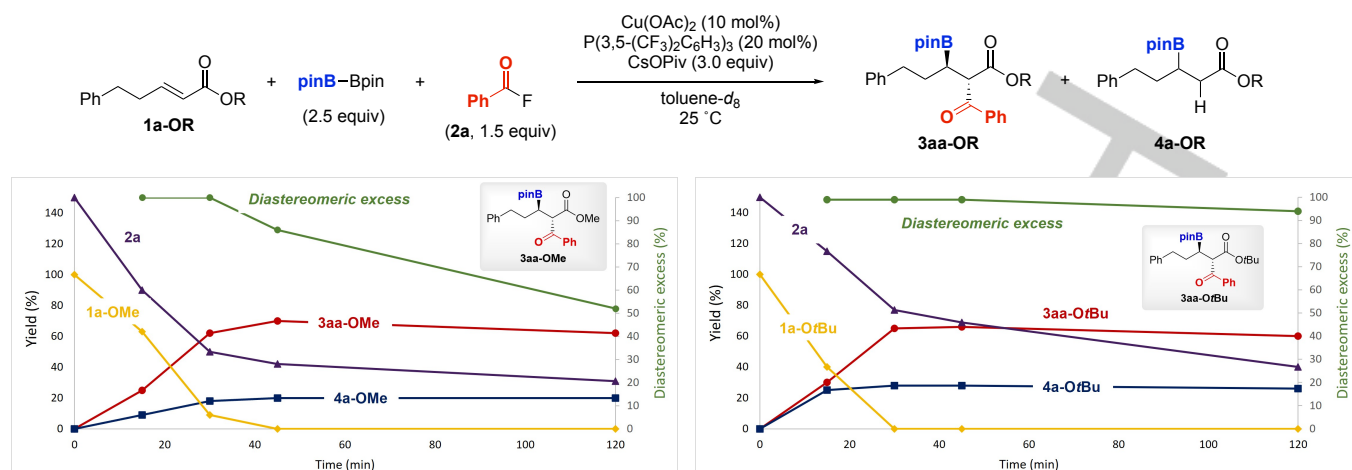 Cu(OAc)2 (10 mol%)
P(3,5-(CF3)2C6H3)3 (20 mol%)
CsOPiv (3.0 equiv)
toluene-d8
25 ˚C
Ph
O
OR
1a-OR
+
pinB–Bpin
(2.5 equiv)
+
O
Ph
F
(2a, 1.5 equiv)
pinB
O
Ph
OR
O
Ph
3aa-OR
+
pinB
O
Ph
OR
H
4a-OR
Diastereomeric excess
2a
1a-OMe
3aa-OMe
4a-OMe
pinB
O
Ph
OMe
O
Ph
3aa-OMe
Yield (%)
140
120
100
80
60
40
20
0
0 20 40 60 80 100 120
Time (min)
100
90
80
70
60
50
40
30
20
10
0
Diastereomeric excess (%)
Diastereomeric excess
2a
1a-OtBu
3aa-OtBu
4a-OtBu
pinB
O
Ph
OtBu
O
Ph
3aa-OtBu
Yield (%)
140
120
100
80
60
40
20
0
0 20 40 60 80 100 120
Time (min)
100
90
80
70
60
50
40
30
20
10
0
Diastereomeric excess (%)